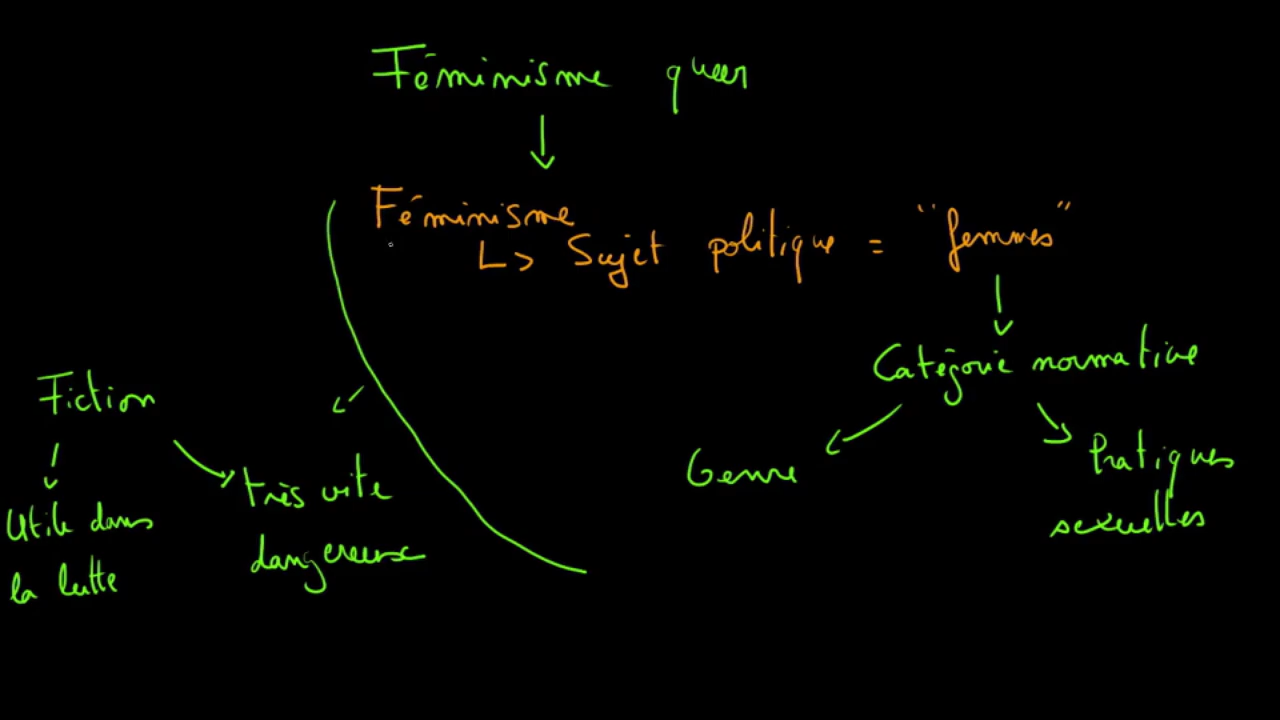 Féminisme queer
Féminisme
Sujet politique = "femmes"
Catégorie normative
Fiction
Genre
Pratiques
sexuelles
très vite
dangereuse
Utile dans
la lutte